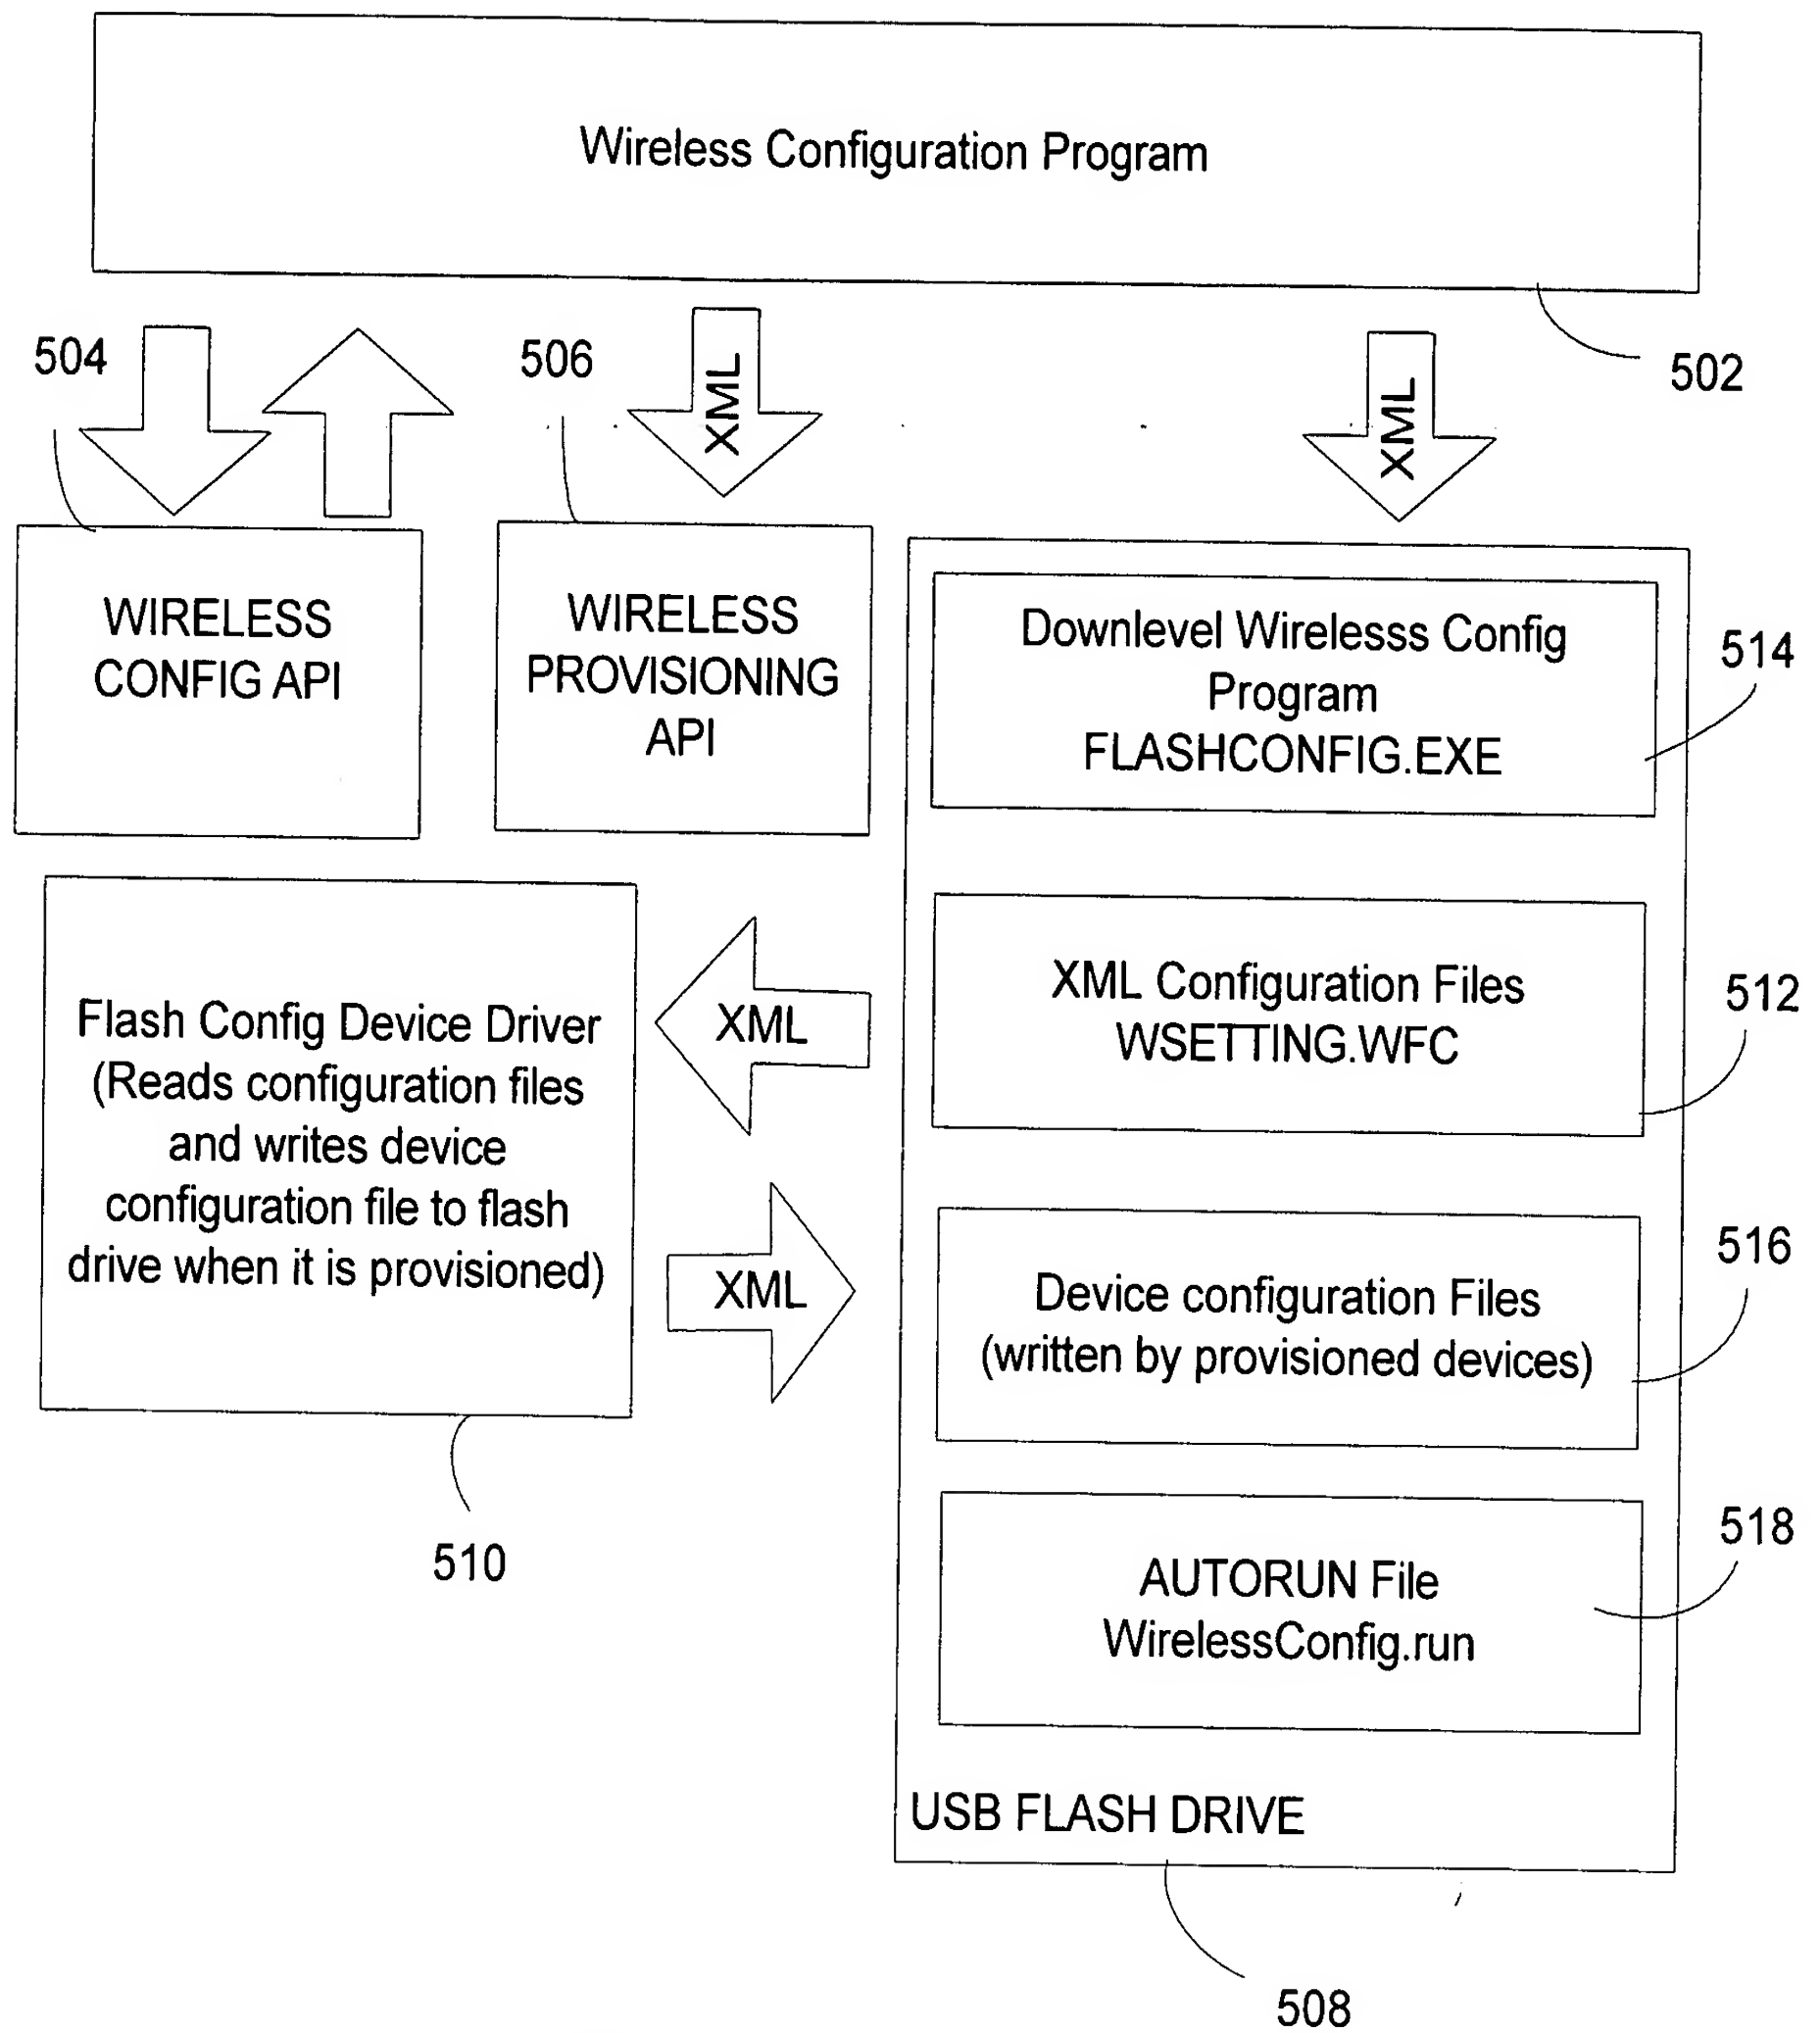 Wireless Configuration Program
504
506
XML
XML
502
WIRELESS
CONFIG API
WIRELESS
PROVISIONING
API
Downlevel Wirelesss Config
Program
FLASHCONFIG.EXE
514
Flash Config Device Driver
(Reads configuration files
and writes device
configuration file to flash
drive when it is provisioned)
XML
XML Configuration Files
WSETTING.WFC
512
XML
Device configuration Files
(written by provisioned devices)
516
510
AUTORUN File
WirelessConfig.run
518
USB FLASH DRIVE
508